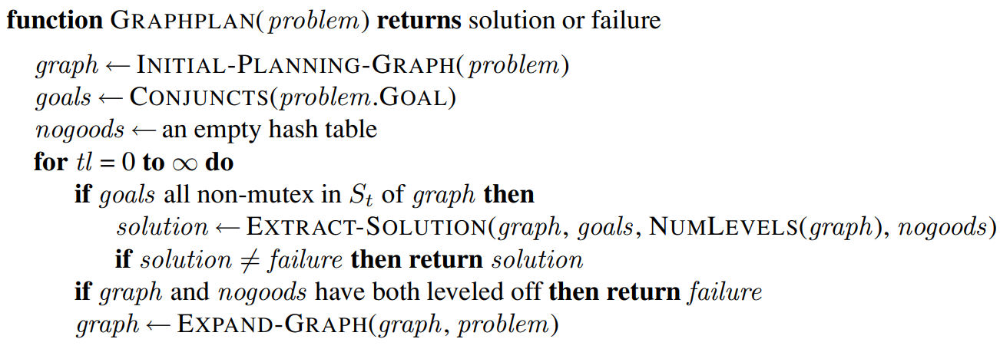 function GRAPHPLAN(problem) returns solution or failure
graph ← INITIAL-PLANNING-GRAPH(problem)
goals ← CONJUNCTS(problem.GOAL)
nogoods ← an empty hash table
for tl = 0 to ∞ do
if goals all non-mutex in St of graph then
solution ← EXTRACT-SOLUTION(graph, goals, NUMLEVELS(graph), nogoods)
if solution ≠ failure then return solution
if graph and nogoods have both leveled off then return failure
graph ← EXPAND-GRAPH(graph, problem)